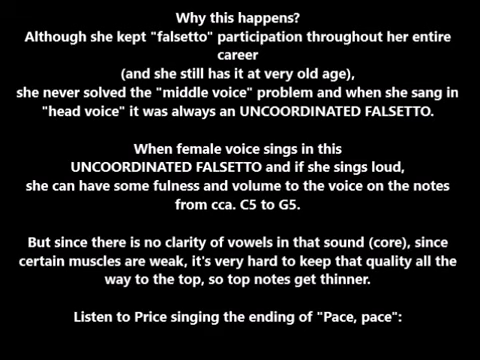 Why this happens?
Although she kept "falsetto" participation throughout her entire
career
(and she still has it at very old age),
she never solved the "middle voice" problem and when she sang in
"head voice" it was always an UNCOORDINATED FALSETTO.
When female voice sings in this
UNCOORDINATED FALSETTO and if she sings loud,
she can have some fulness and volume to the voice on the notes
from cca. C5 to G5.
But since there is no clarity of vowels in that sound (core), since
certain muscles are weak, it's very hard to keep that quality all the
way to the top, so top notes get thinner.
Listen to Price singing the ending of "Pace, pace":